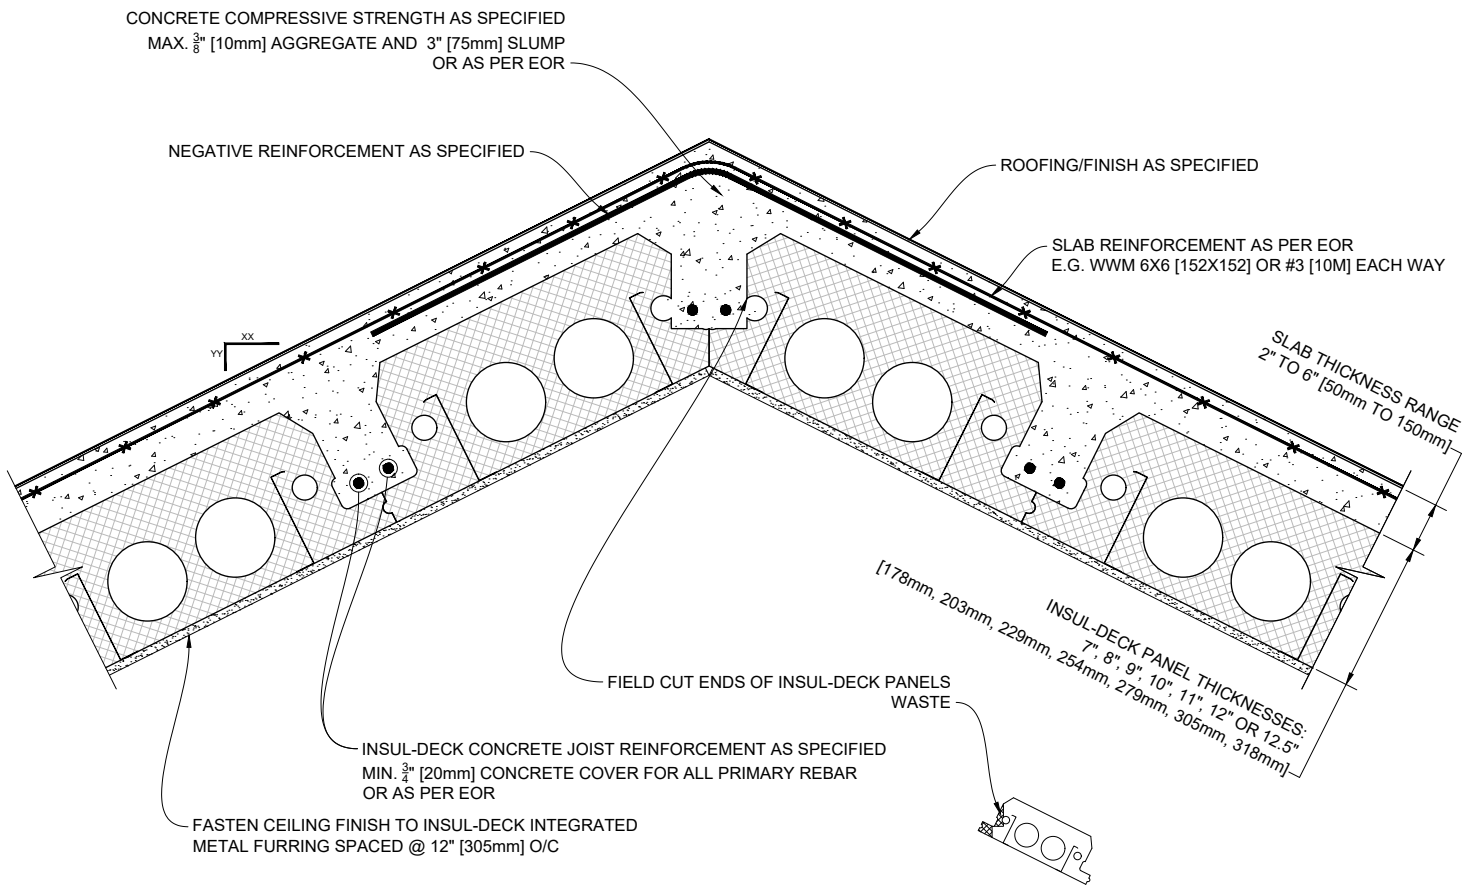 CONCRETE COMPRESSIVE STRENGTH AS SPECIFIED
MAX. 3/8" [10mm] AGGREGATE AND 3" [75mm] SLUMP
OR AS PER EOR
NEGATIVE REINFORCEMENT AS SPECIFIED
ROOFING/FINISH AS SPECIFIED
SLAB REINFORCEMENT AS PER EOR
E.G. WWM 6X6 [152X152] OR #3 [10M] EACH WAY
XX
YY
SLAB THICKNESS RANGE
2" TO 6" [50mm TO 150mm]
INSUL-DECK PANEL THICKNESSES:
7", 8", 9", 10", 11", 12" OR 12.5"
[178mm, 203mm, 229mm, 254mm, 279mm, 305mm, 318mm]
FIELD CUT ENDS OF INSUL-DECK PANELS
WASTE
INSUL-DECK CONCRETE JOIST REINFORCEMENT AS SPECIFIED
MIN. 3/4" [20mm] CONCRETE COVER FOR ALL PRIMARY REBAR
OR AS PER EOR
FASTEN CEILING FINISH TO INSUL-DECK INTEGRATED
METAL FURRING SPACED @ 12" [305mm] O/C